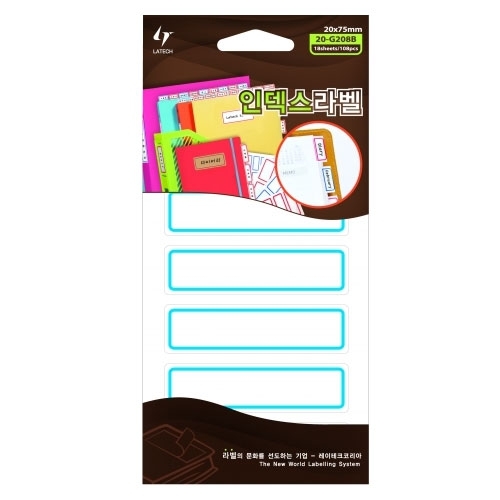 LATECH
20x75mm
20-G208B
18sheets/108pcs
인덱스라벨
라벨의 문화를 선도하는 기업 - 레이테크코리아
The New World Labelling System